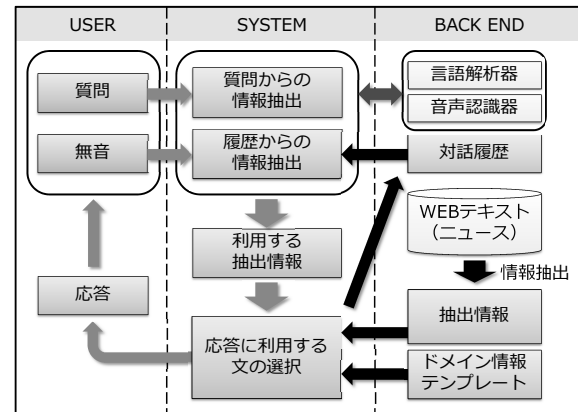 USER
SYSTEM
BACK END
質問
無音
応答
質問からの
情報抽出
履歴からの
情報抽出
利用する
抽出情報
応答に利用する
文の選択
言語解析器
音声認識器
対話履歴
WEBテキスト
（ニュース）
情報抽出
抽出情報
ドメイン情報
テンプレート